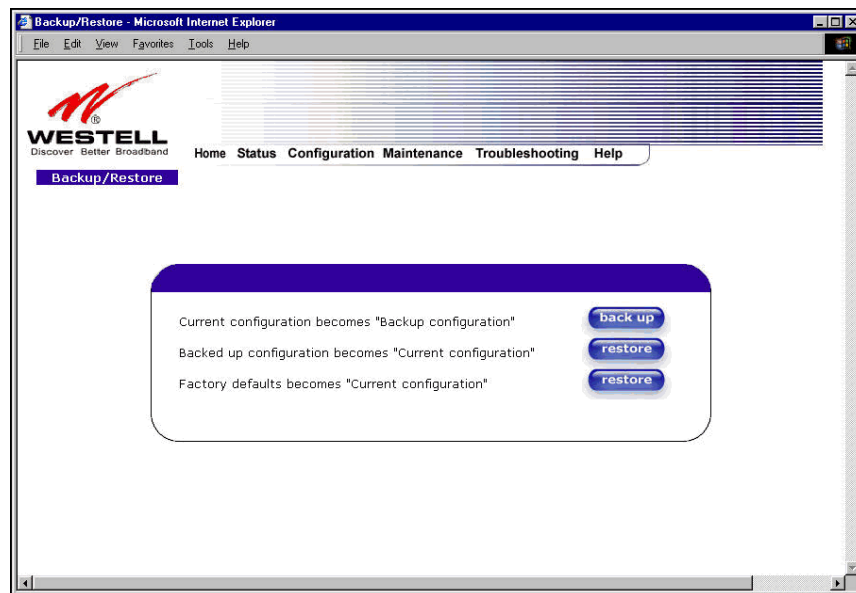 Backup/Restore - Microsoft Internet Explorer
File Edit View Favorites Tools Help
®
WESTELL
Discover Better Broadband
Home Status Configuration Maintenance Troubleshooting Help
Backup/Restore
Current configuration becomes "Backup configuration" back up
Backed up configuration becomes "Current configuration" restore
Factory defaults becomes "Current configuration" restore